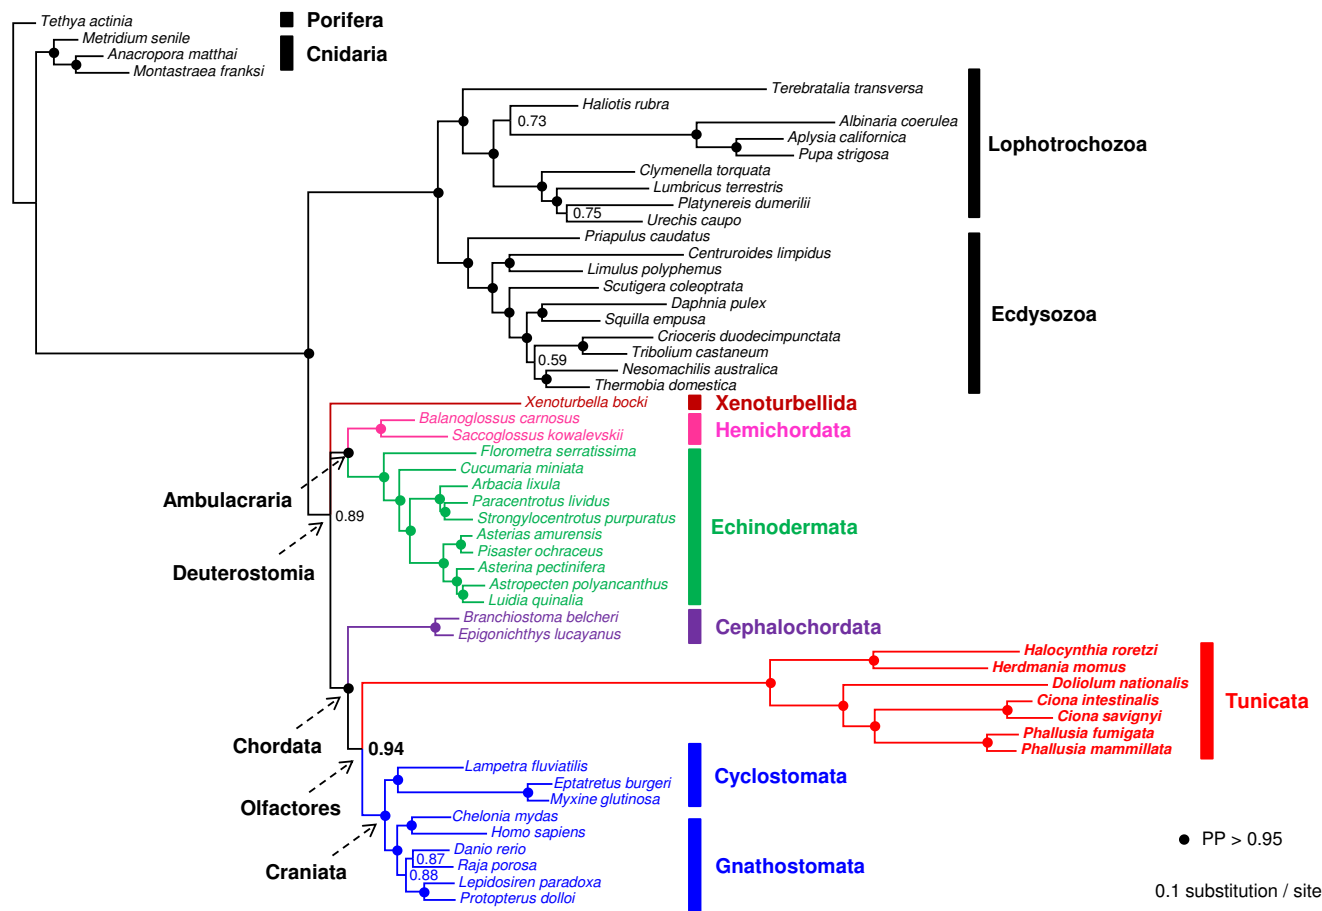 Tethya actinia
Porifera
Metridium senile
Anacropora matthai
Cnidaria
Montastraea franksi
Terebratalia transversa
Haliotis rubra
0.73
Albinaria coerulea
Aplysia californica
Lophotrochozoa
Pupa strigosa
Clymenella torquata
Lumbricus terrestris
Platynereis dumerilii
0.75
Urechis caupo
Priapulus caudatus
Centruroides limpidus
Limulus polyphemus
Scutigera coleoptrata
Daphnia pulex
Ecdysozoa
Squilla empusa
Crioceris duodecimpunctata
Tribolium castaneum
0.59
Nesomachilis australica
Thermobia domestica
Xenoturbella bocki
Xenoturbellida
Balanoglossus carnosus
Hemichordata
Saccoglossus kowalevskii
Florometra serratissima
Cucumaria miniata
Arbacia lixula
Ambulacraria
Paracentrotus lividus
0.89
Strongylocentrotus purpuratus
Echinodermata
Asterias amurensis
Pisaster ochraceus
Deuterostomia
Asterina pectinifera
Astropecten polyancanthus
Luidia quinalia
Branchiostoma belcheri
Cephalochordata
Epigonichthys lucayanus
Halocynthia roretzi
Herdmania momus
Doliolum nationalis
Ciona intestinalis
Tunicata
Ciona savignyi
Phallusia fumigata
Chordata
0.94
Phallusia mammillata
Lampetra fluviatilis
Cyclostomata
Eptatretus burgeri
Myxine glutinosa
Olfactores
Chelonia mydas
Homo sapiens
PP > 0.95
Danio rerio
0.87
Raja porosa
Gnathostomata
Craniata
0.88
Lepidosiren paradoxa
0.1 substitution / site
Protopterus dolloi